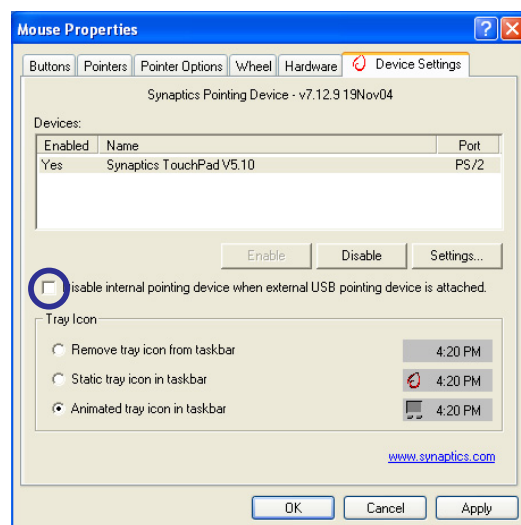 Mouse Properties
Buttons Pointers Pointer Options Wheel Hardware Device Settings
Synaptics Pointing Device - v7.12.9 19Nov04
Devices:
Enabled Name Port
Yes Synaptics TouchPad V5.10 PS/2
Enable Disable Settings...
Disable internal pointing device when external USB pointing device is attached.
Tray Icon
Remove tray icon from taskbar 4:20 PM
Static tray icon in taskbar 4:20 PM
Animated tray icon in taskbar 4:20 PM
www.synaptics.com
OK Cancel Apply